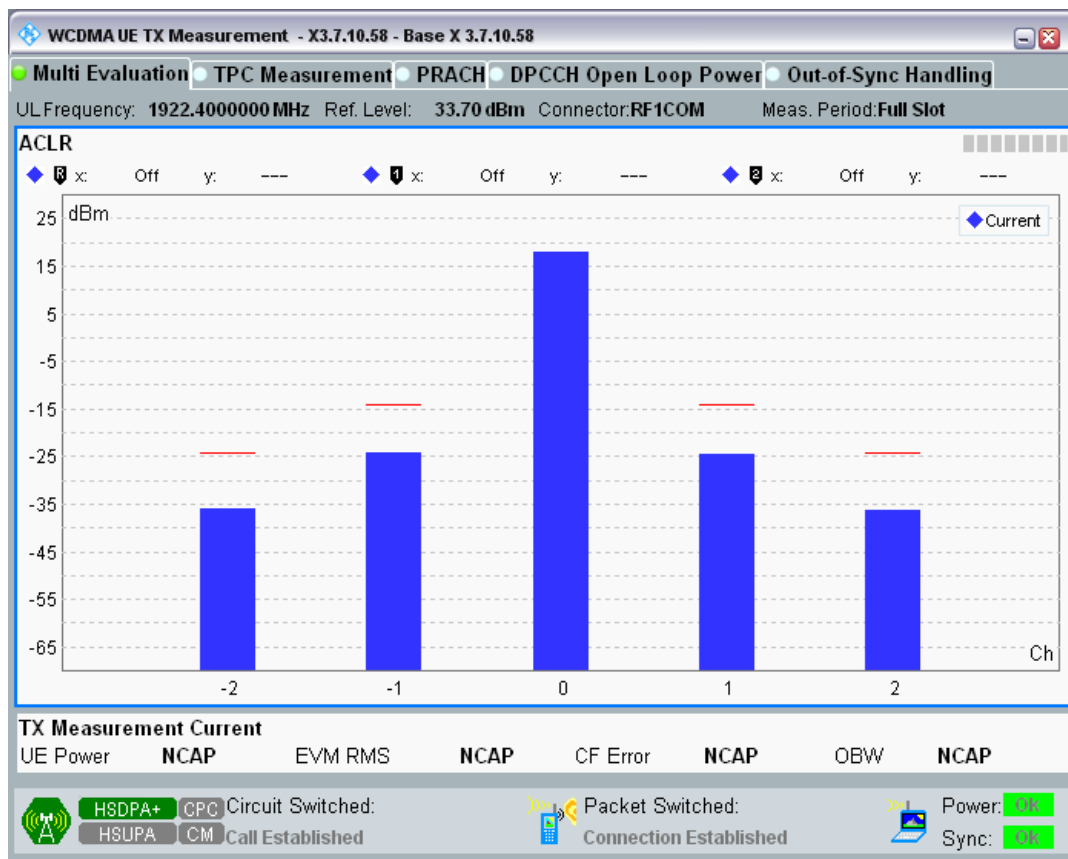 WCDMA UE TX Measurement - X3.7.10.58 - Base X 3.7.10.58
Multi Evaluation TPC Measurement PRACH DPCCH Open Loop Power Out-of-Sync Handling
UL Frequency: 1922.4000000 MHz Ref. Level: 33.70 dBm Connector:RF1COM Meas. Period:Full Slot
ACLR
R x: Off y: --- 1 x: Off y: --- 2 x: Off y: ---
dBm
Current
25
15
5
-5
-15
-25
-35
-45
-55
-65
Ch
-2 -1 0 1 2
TX Measurement Current
UE Power NCAP EVM RMS NCAP CF Error NCAP OBW NCAP
HSDPA+ CPC Circuit Switched: Packet Switched: Power: OK
HSUPA CM Call Established Connection Established Sync: OK